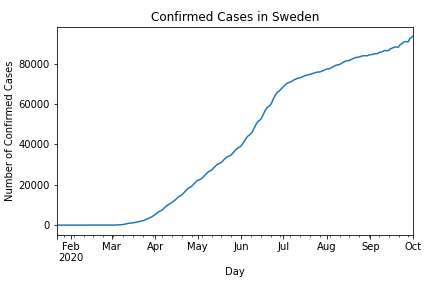 Confirmed Cases in Sweden
Number of Confirmed Cases
80000
60000
40000
20000
0
Feb Mar Apr May Jun Jul Aug Sep Oct
2020
Day